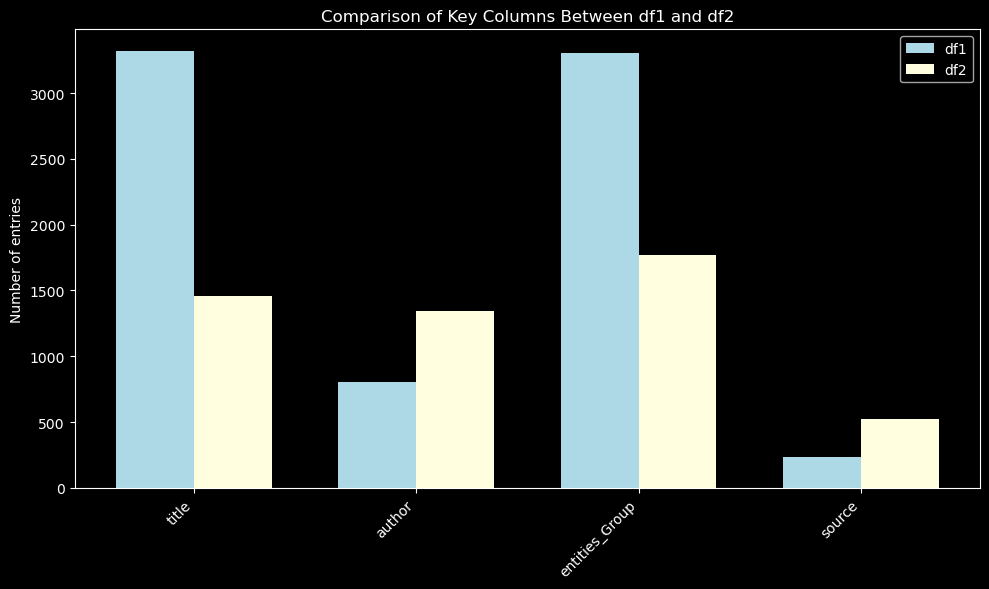 Comparison of Key Columns Between df1 and df2
df1
df2
Number of entries
3000
2500
2000
1500
1000
500
0
title
author
entities_Group
source